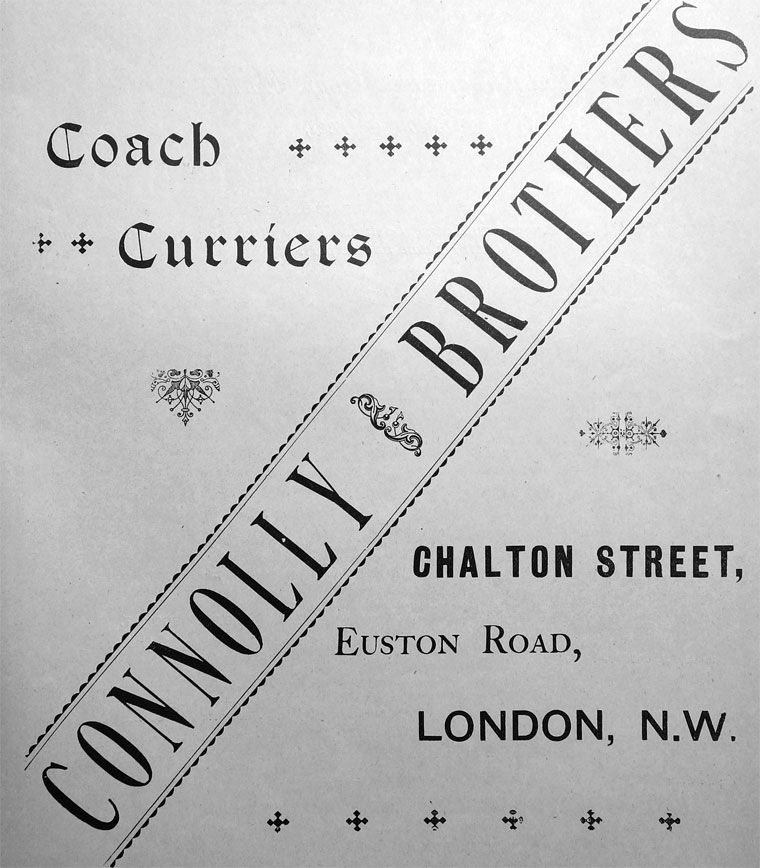 Coach
Curriers
CONNOLLY BROTHERS
CHALTON STREET,
EUSTON ROAD,
LONDON, N.W.